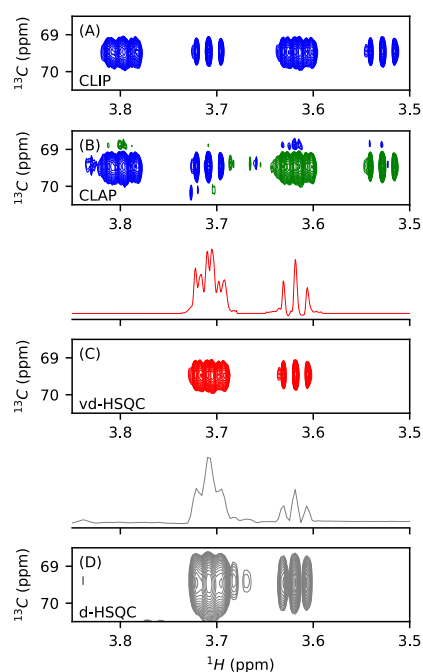 (A)
69
70
¹³C (ppm)
CLIP
3.8 3.7 3.6 3.5
(B)
69
70
¹³C (ppm)
CLAP
3.8 3.7 3.6 3.5
(C)
69
70
¹³C (ppm)
vd-HSQC
3.8 3.7 3.6 3.5
(D)
69
70
¹³C (ppm)
d-HSQC
3.8 3.7 3.6 3.5
¹H (ppm)